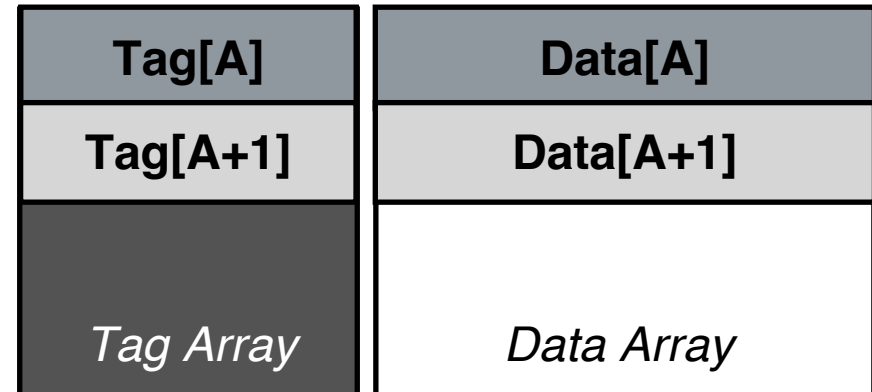 Tag[A] Data[A]
Tag[A+1] Data[A+1]
Tag Array Data Array